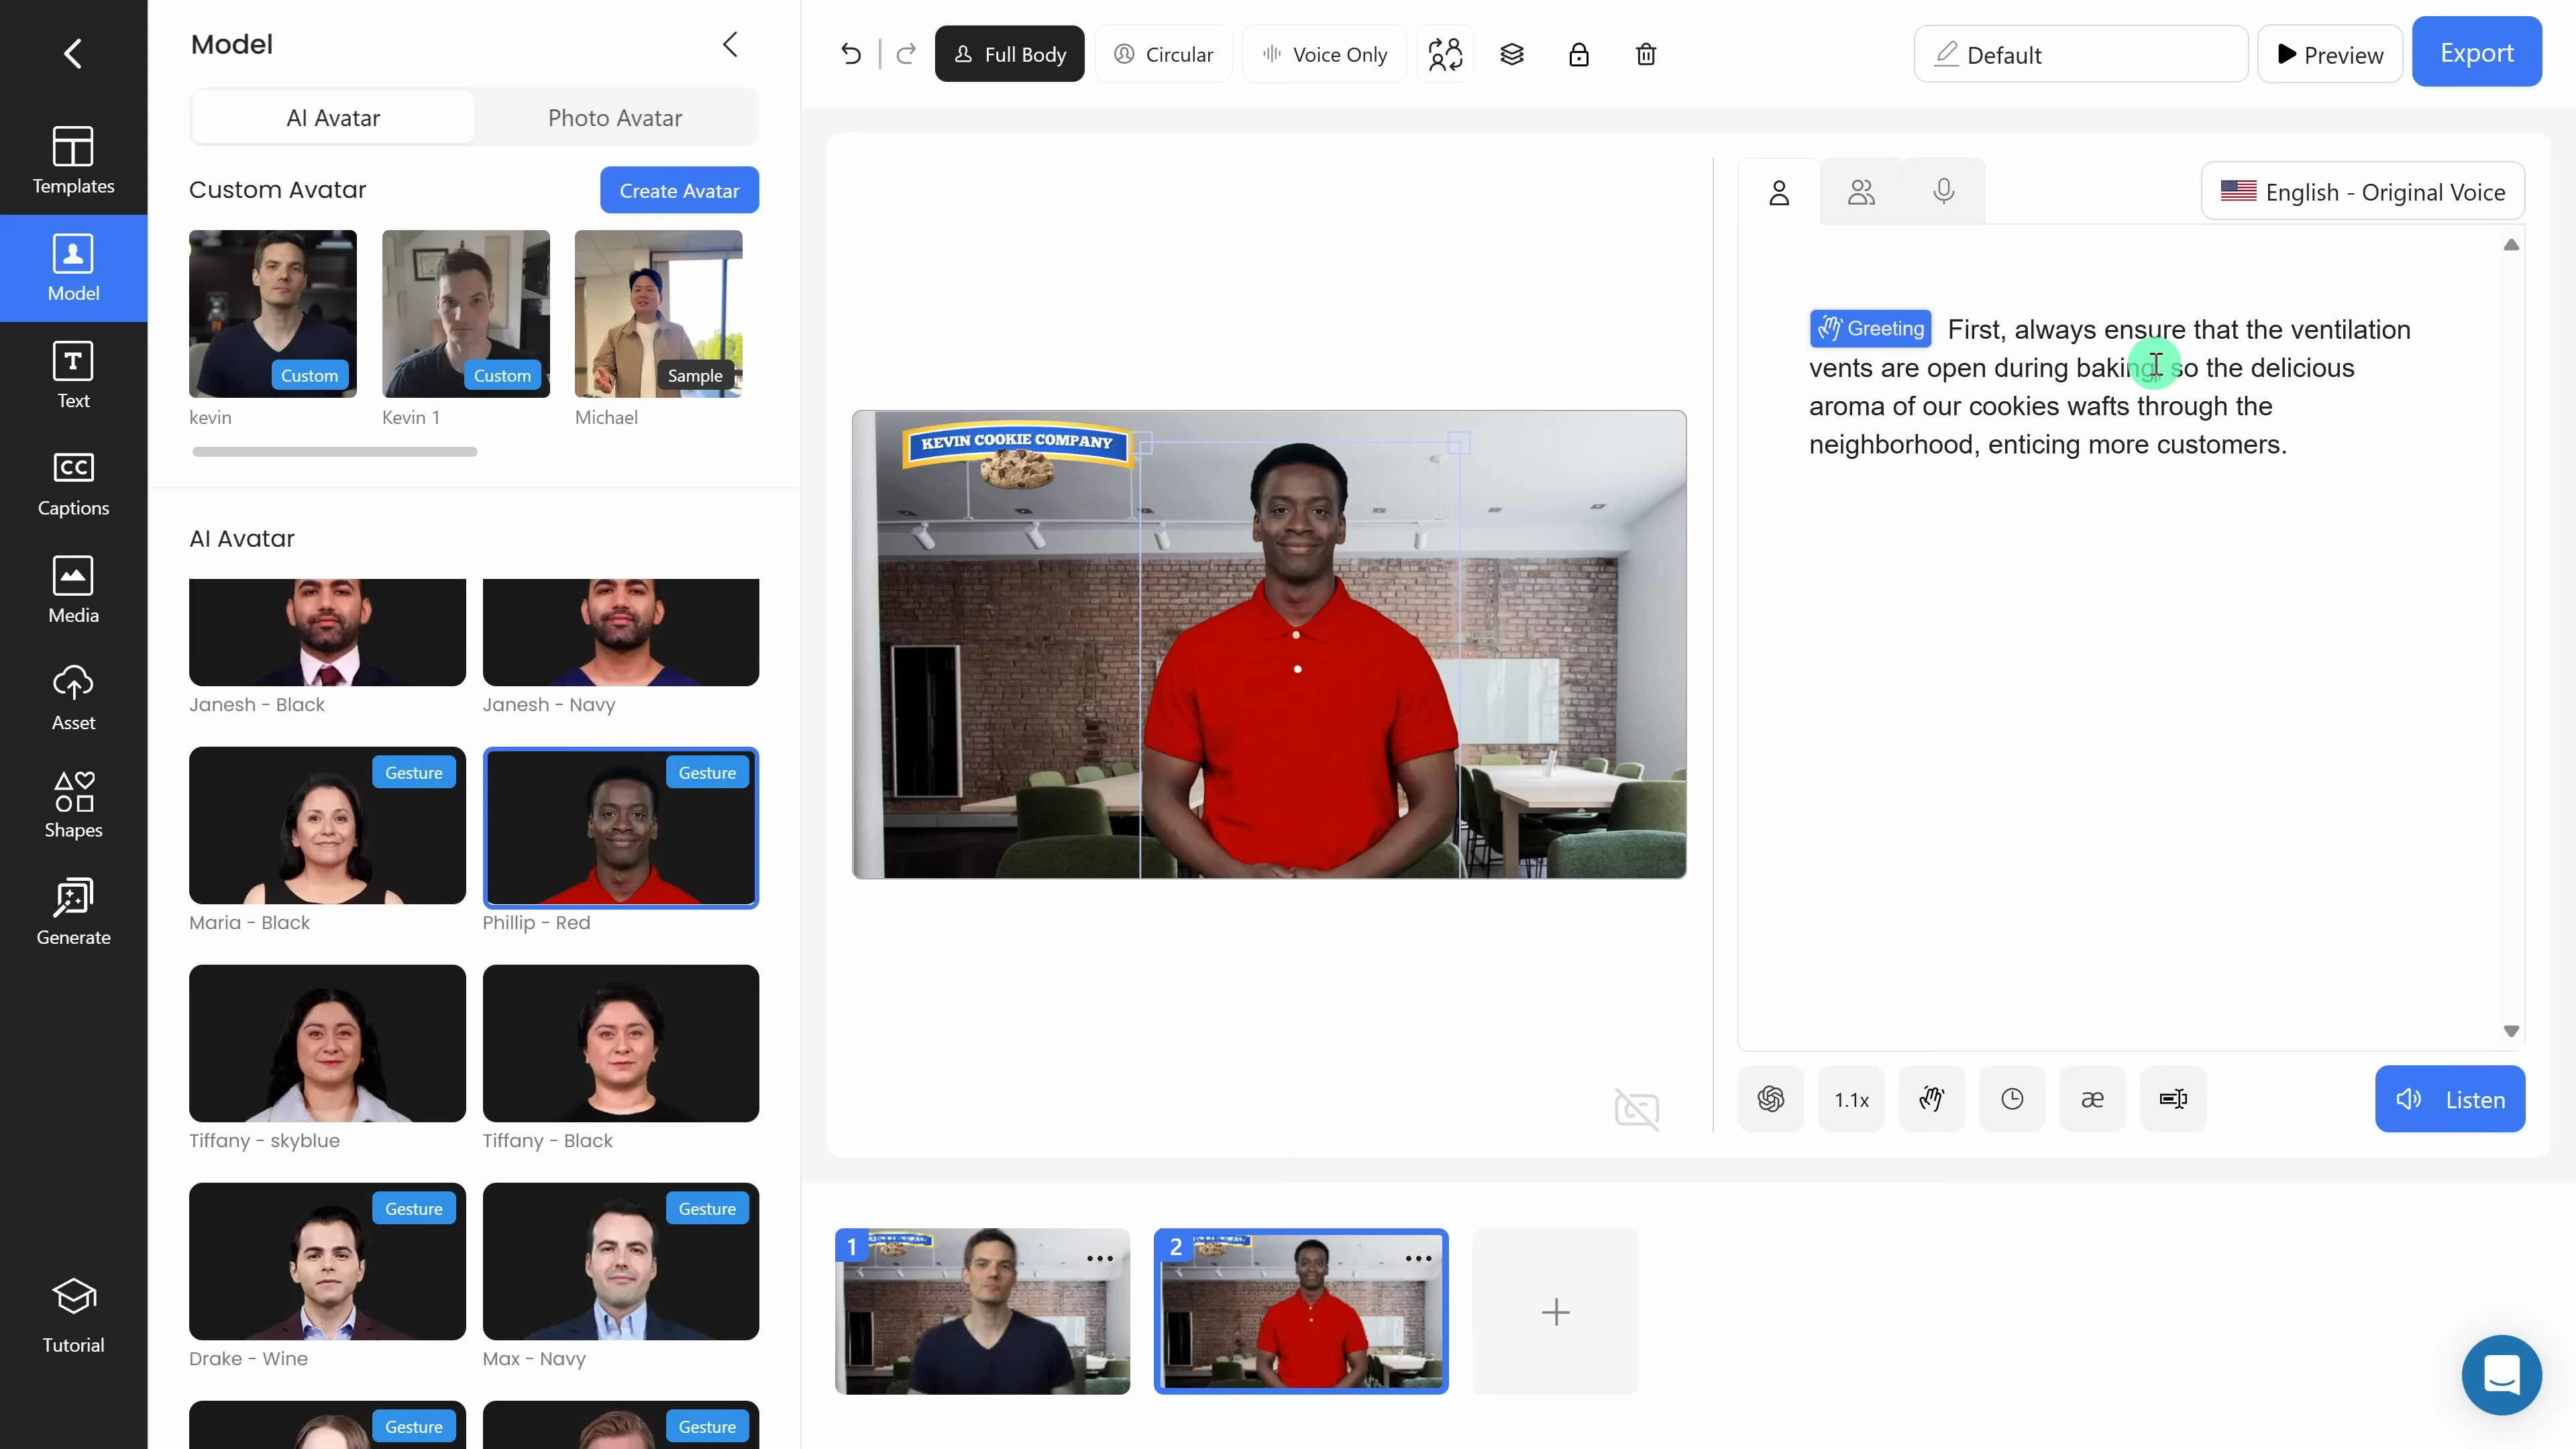 Model
Full Body
Circular
Voice Only
Default
Preview
Export
Templates
Model
Text
Captions
Media
Asset
Shapes
Generate
Tutorial
AI Avatar
Photo Avatar
Custom Avatar
Create Avatar
Custom
Custom
Sample
kevin
Kevin 1
Michael
AI Avatar
Janesh - Black
Janesh - Navy
Gesture
Gesture
Maria - Black
Phillip - Red
Tiffany - skyblue
Tiffany - Black
Gesture
Gesture
Drake - Wine
Max - Navy
Gesture
Gesture
KEVIN COOKIE COMPANY
English - Original Voice
Greeting First, always ensure that the ventilation
vents are open during baking, so the delicious
aroma of our cookies wafts through the
neighborhood, enticing more customers.
1.1x
æ
Listen
1
2